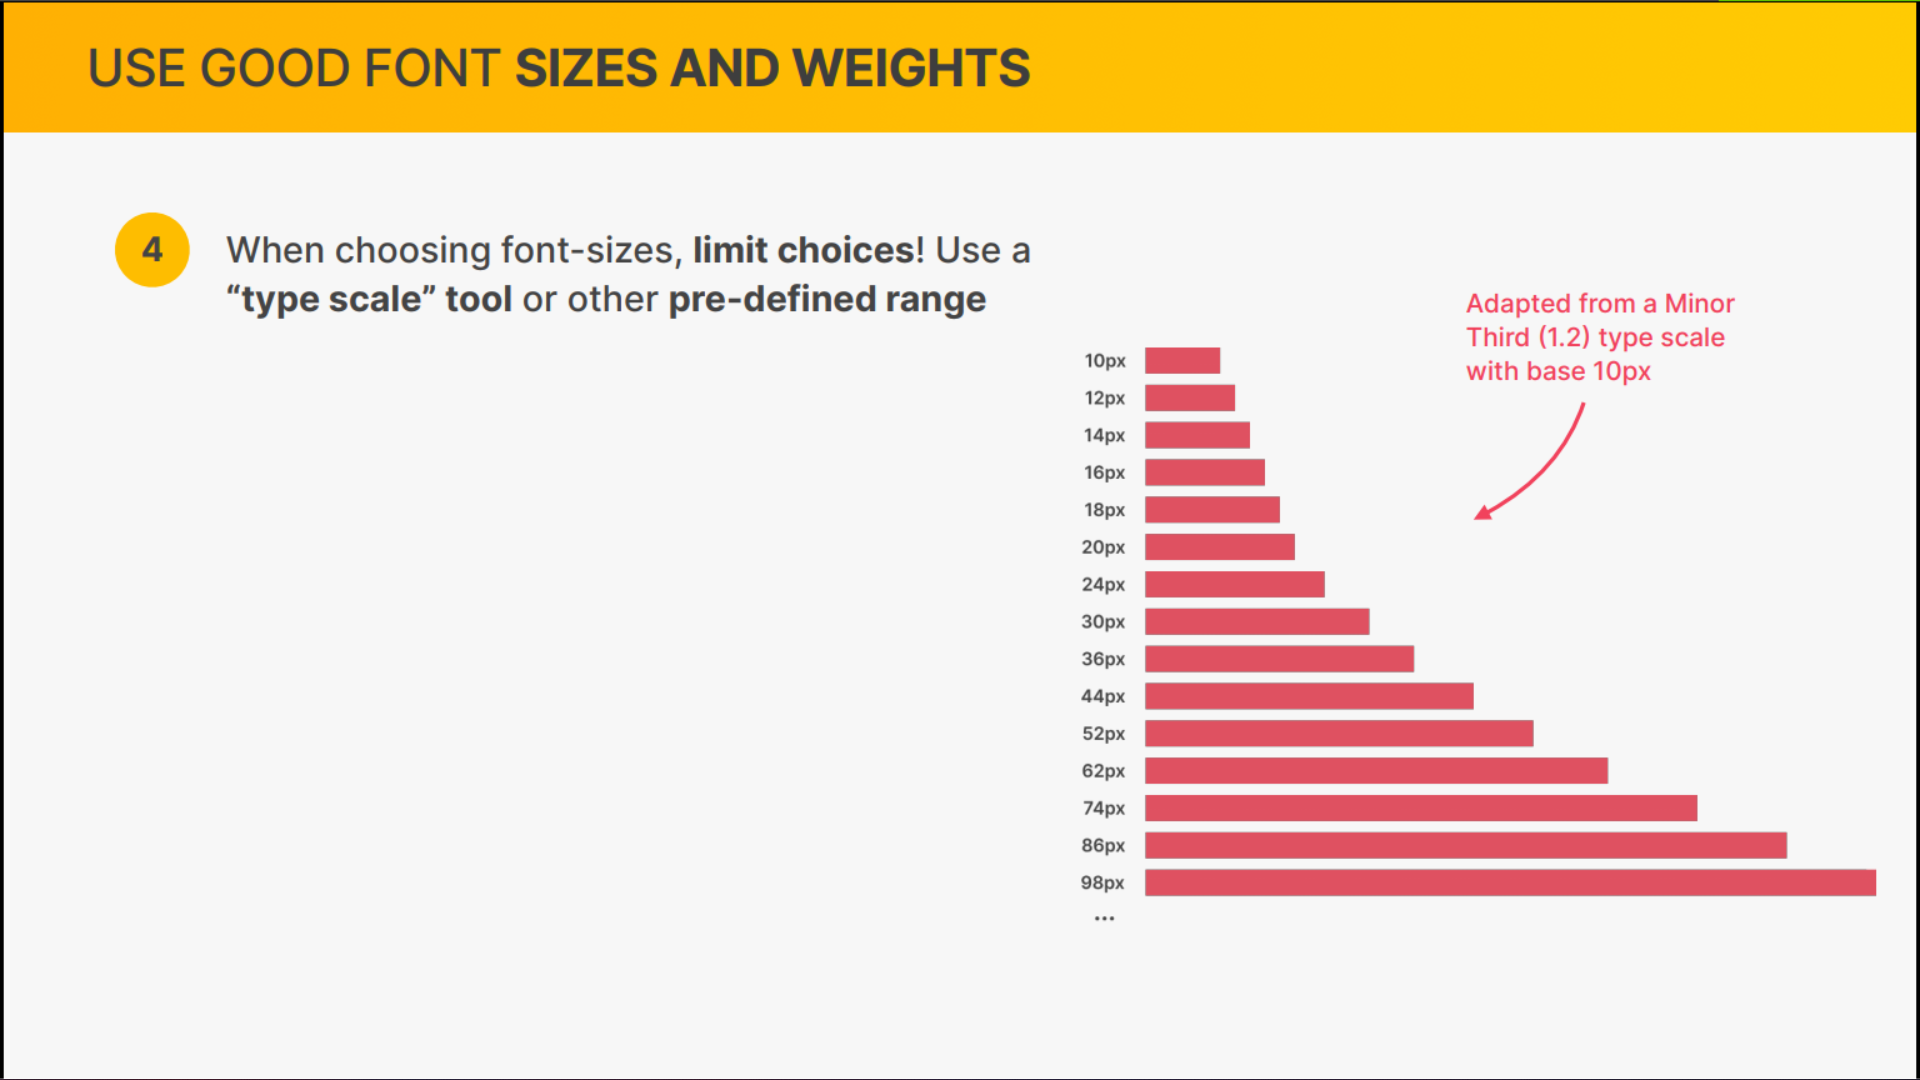 USE GOOD FONT SIZES AND WEIGHTS
4
When choosing font-sizes, limit choices! Use a
“type scale” tool or other pre-defined range
Adapted from a Minor
Third (1.2) type scale
with base 10px
10px
12px
14px
16px
18px
20px
24px
30px
36px
44px
52px
62px
74px
86px
98px
...